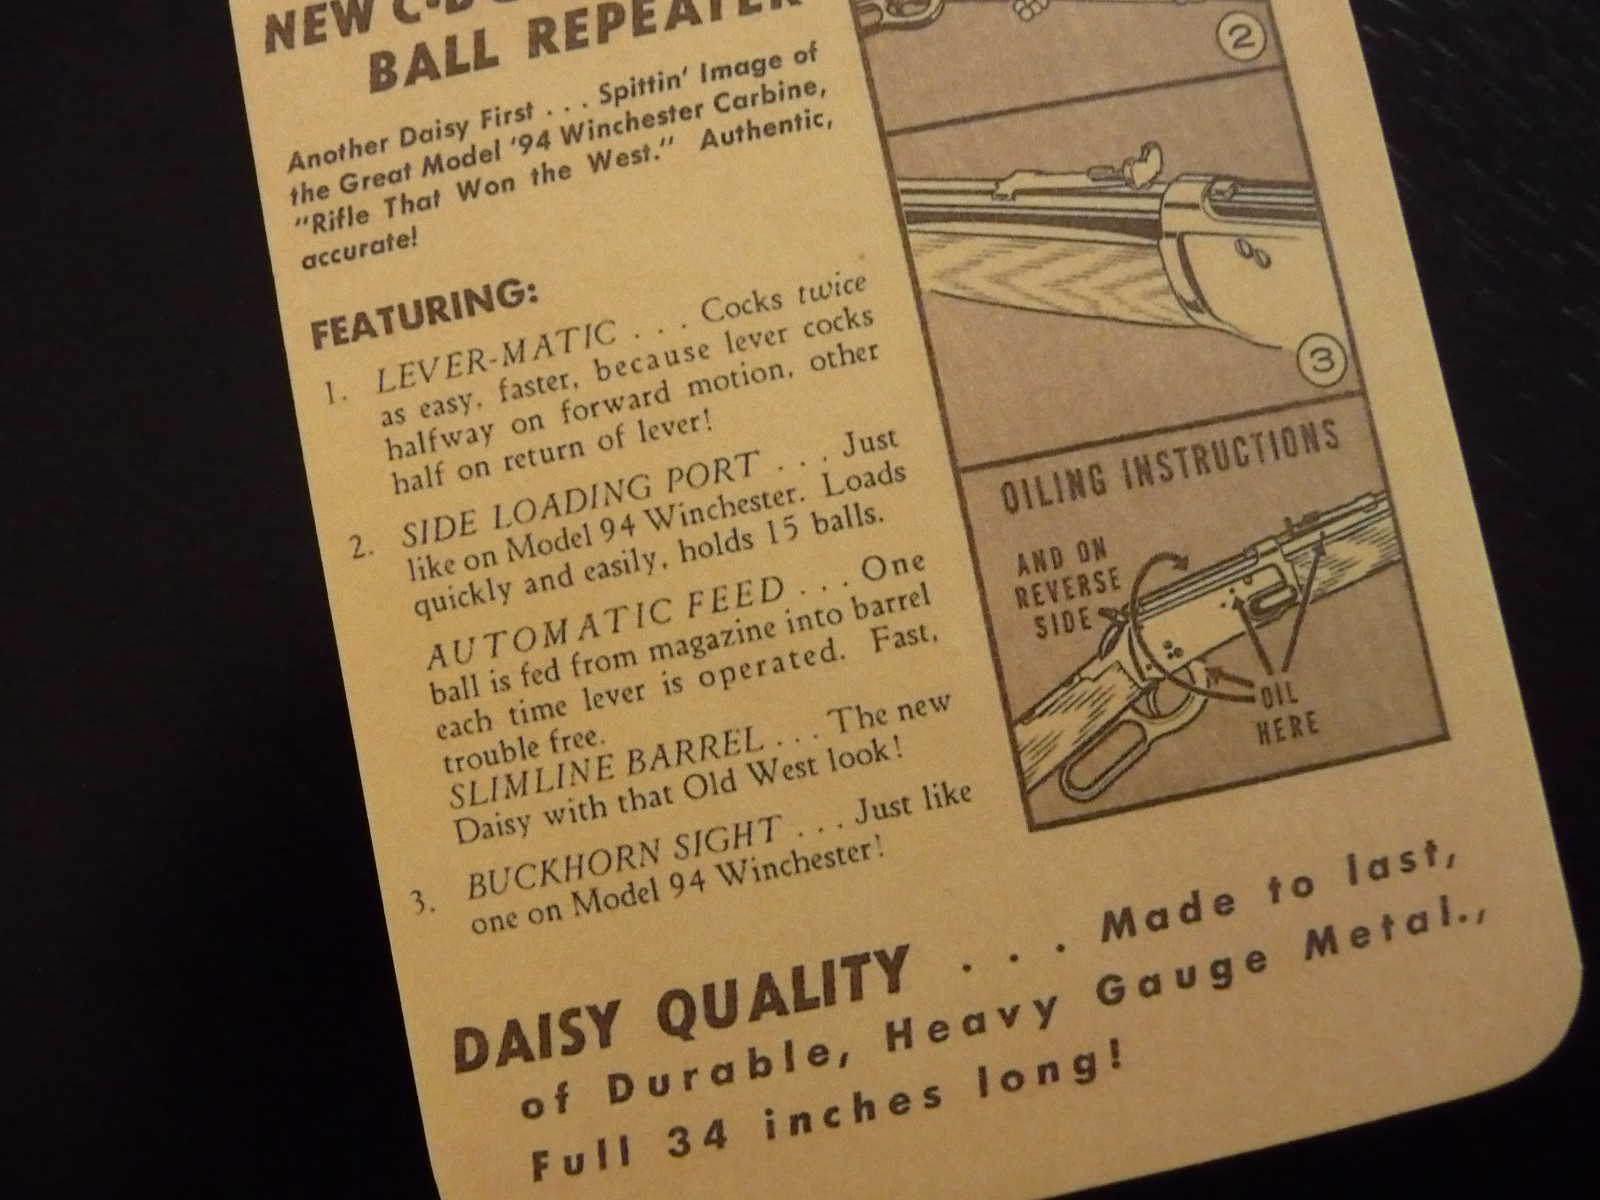 NEW
BALL REPEATER
Another Daisy First . . . Spittin' Image of
the Great Model '94 Winchester Carbine,
"Rifle That Won the West." Authentic,
accurate!
FEATURING:
1. LEVER-MATIC . . . Cocks twice
as easy, faster, because lever cocks
halfway on forward motion, other
half on return of lever!
2. SIDE LOADING PORT . . . Just
like on Model 94 Winchester. Loads
quickly and easily, holds 15 balls.
AUTOMATIC FEED . . . One
ball is fed from magazine into barrel
each time lever is operated. Fast,
trouble free.
SLIMLINE BARREL . . . The new
Daisy with that Old West look!
3. BUCKHORN SIGHT . . . Just like
one on Model 94 Winchester!
DAISY QUALITY . . . Made to last,
of Durable, Heavy Gauge Metal.,
Full 34 inches long!
2
3
OILING INSTRUCTIONS
AND ON
REVERSE
SIDE
OIL
HERE